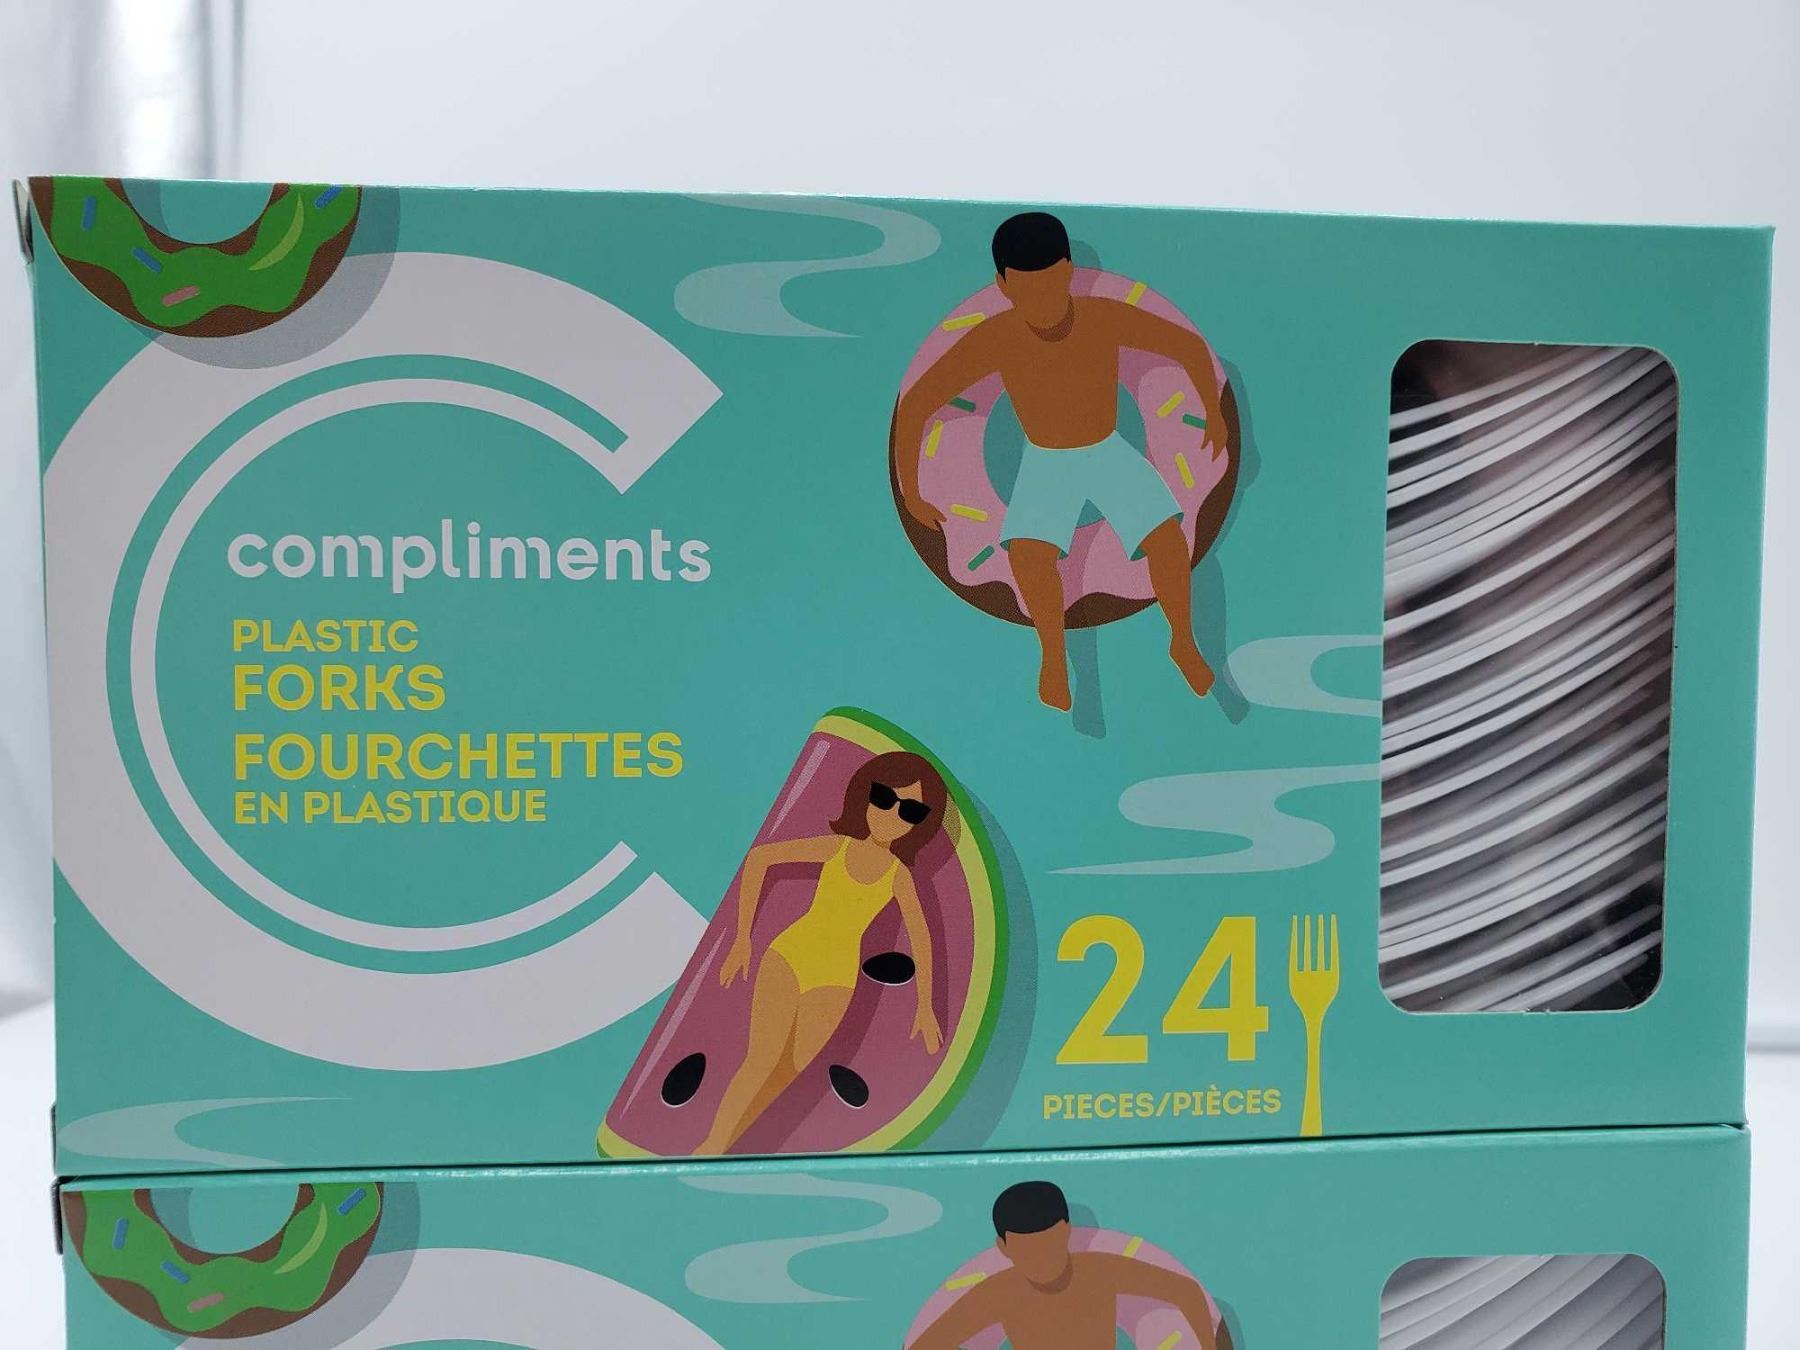 compliments
PLASTIC
FORKS
FOURCHETTES
EN PLASTIQUE
24
PIECES/PIÈCES